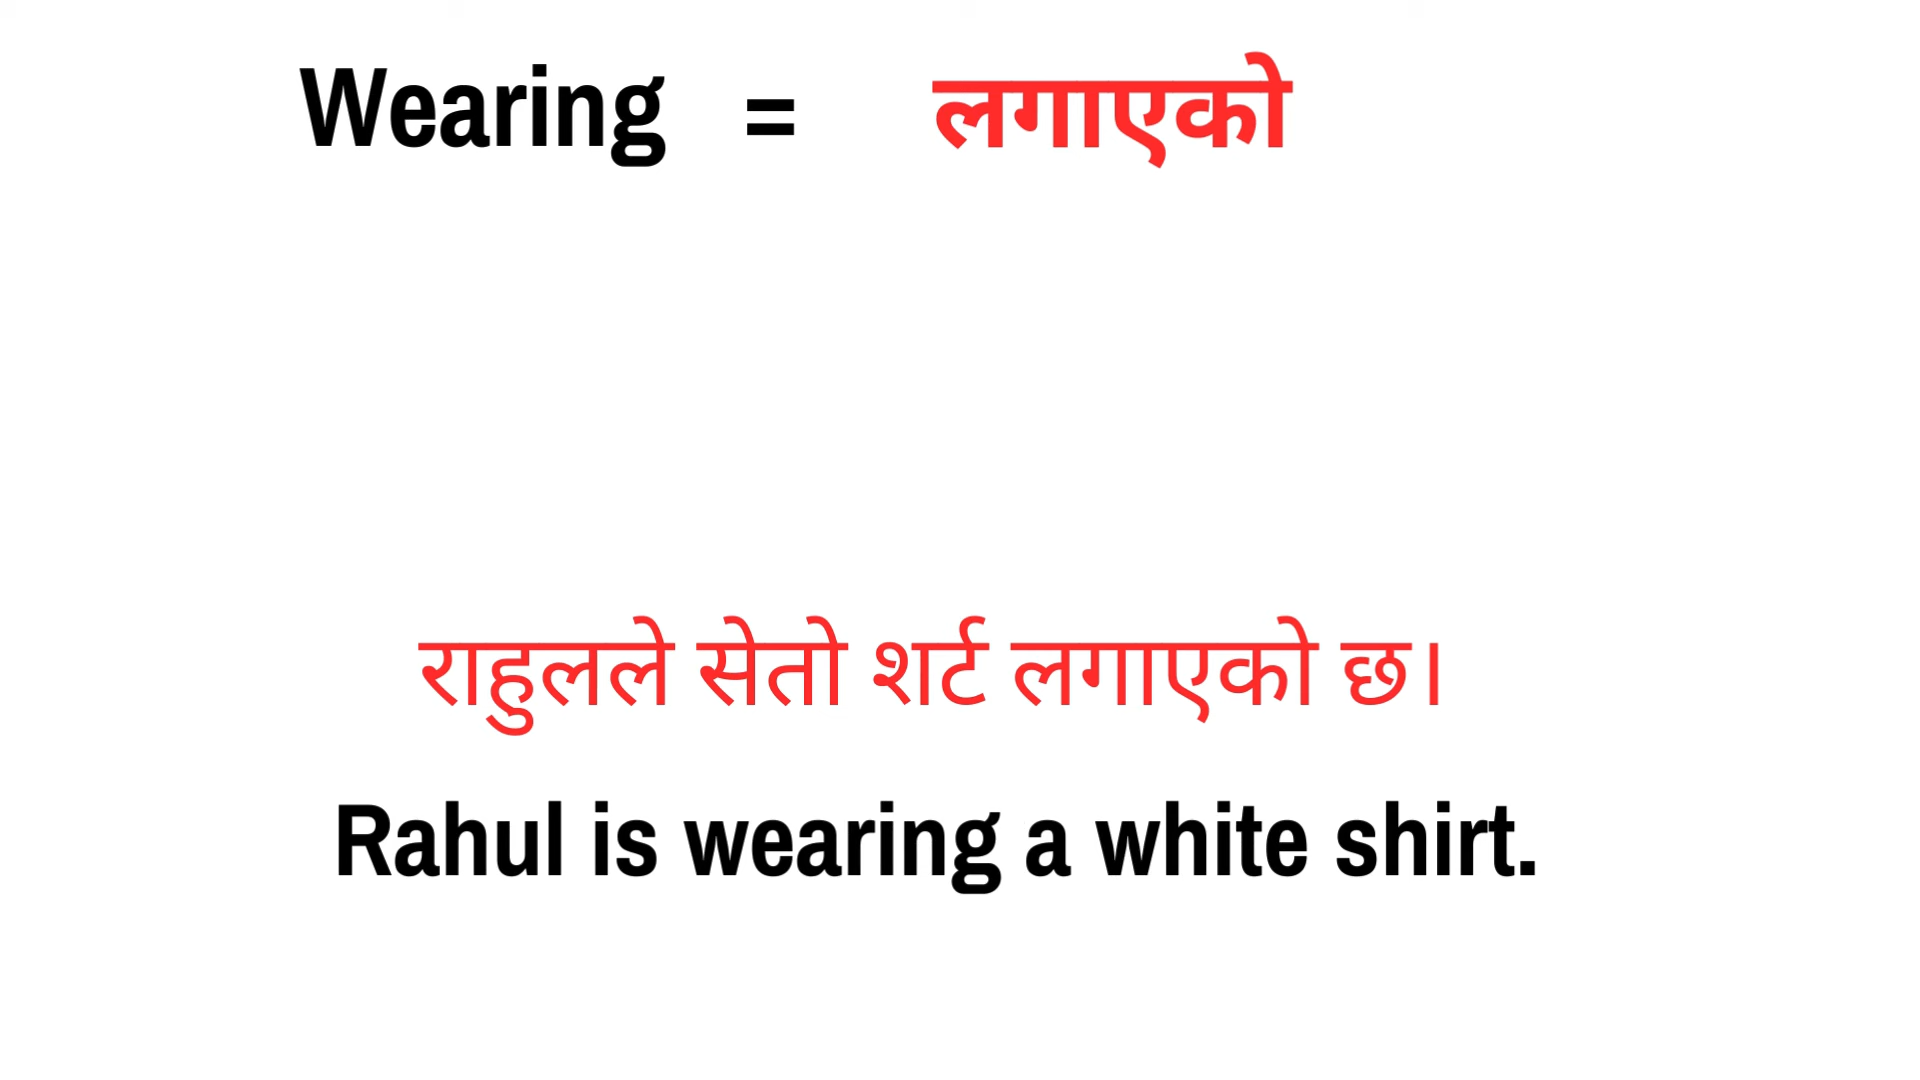 Wearing = लगाएको
राहुलले सेतो शर्ट लगाएको छ।
Rahul is wearing a white shirt.